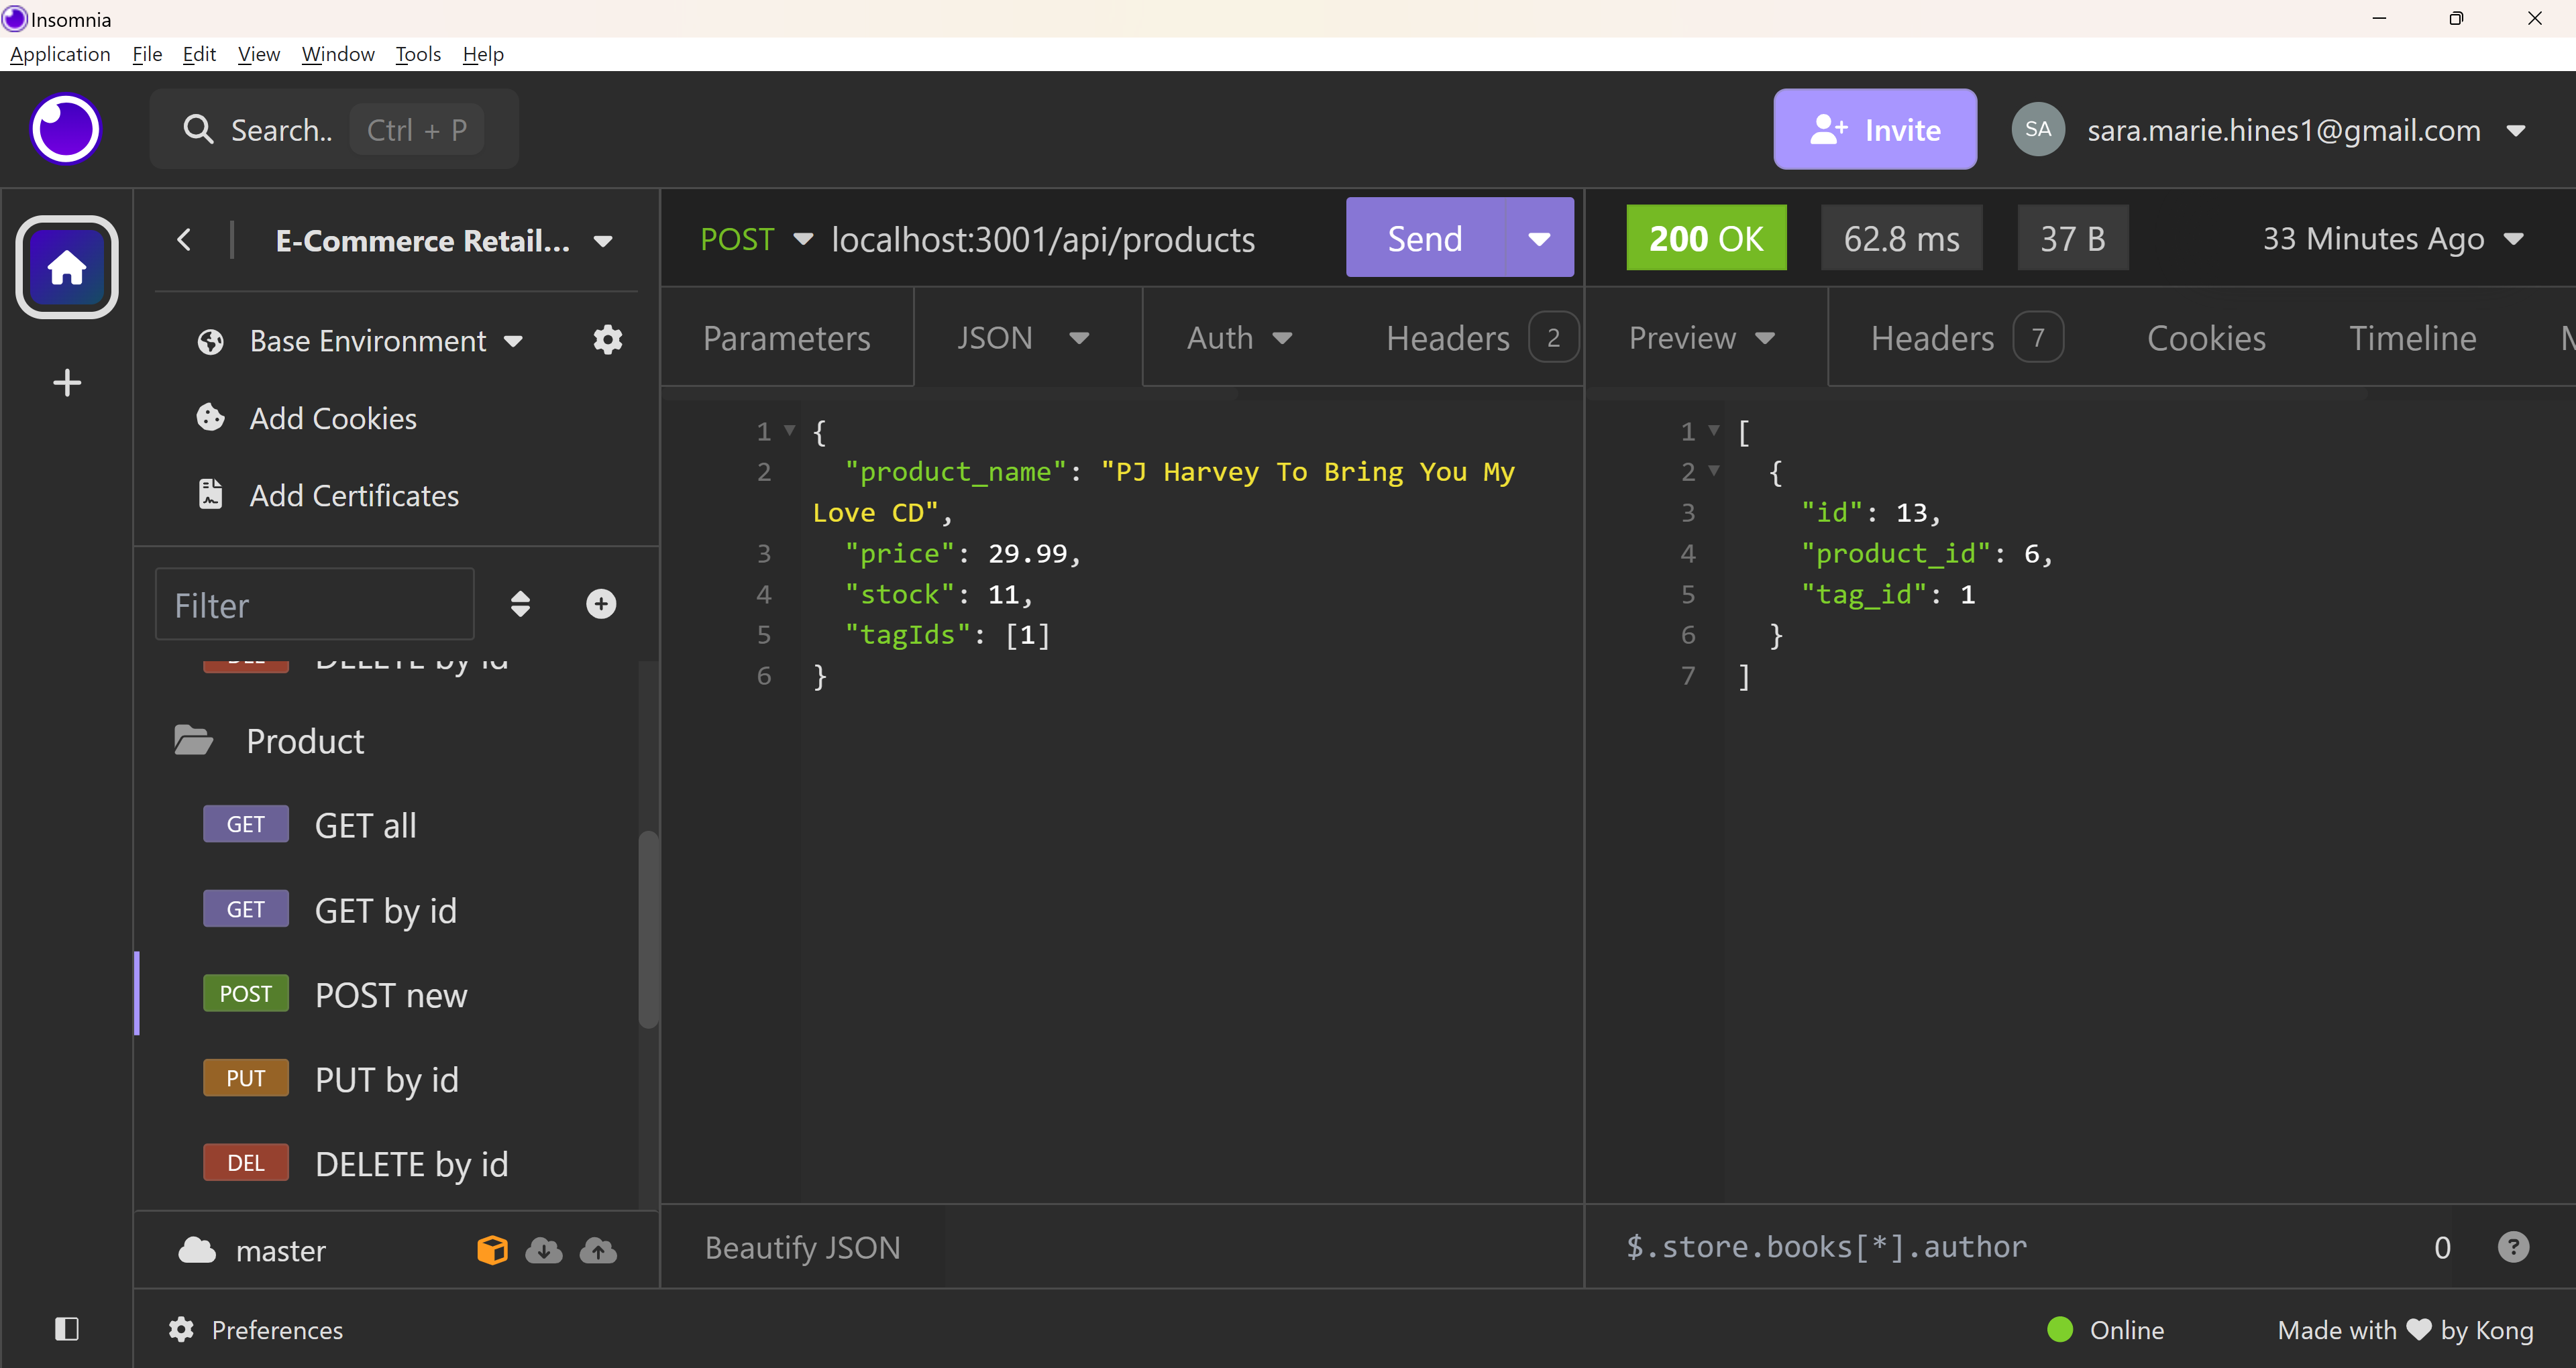 Insomnia
Application File Edit View Window Tools Help
Search.. Ctrl + P
Invite
SA sara.marie.hines1@gmail.com
E-Commerce Retail...
POST localhost:3001/api/products Send
200 OK 62.8 ms 37 B 33 Minutes Ago
Base Environment
Add Cookies
Add Certificates
Filter
DELETE by id
Product
GET GET all
GET GET by id
POST POST new
PUT PUT by id
DEL DELETE by id
master
Parameters JSON Auth Headers 2
1 {
2 "product_name": "PJ Harvey To Bring You My
Love CD",
3 "price": 29.99,
4 "stock": 11,
5 "tagIds": [1]
6 }
Beautify JSON
Preview Headers 7 Cookies Timeline
1 [
2 {
3 "id": 13,
4 "product_id": 6,
5 "tag_id": 1
6 }
7 ]
$.store.books[*].author 0 ?
Preferences
Online Made with ❤ by Kong